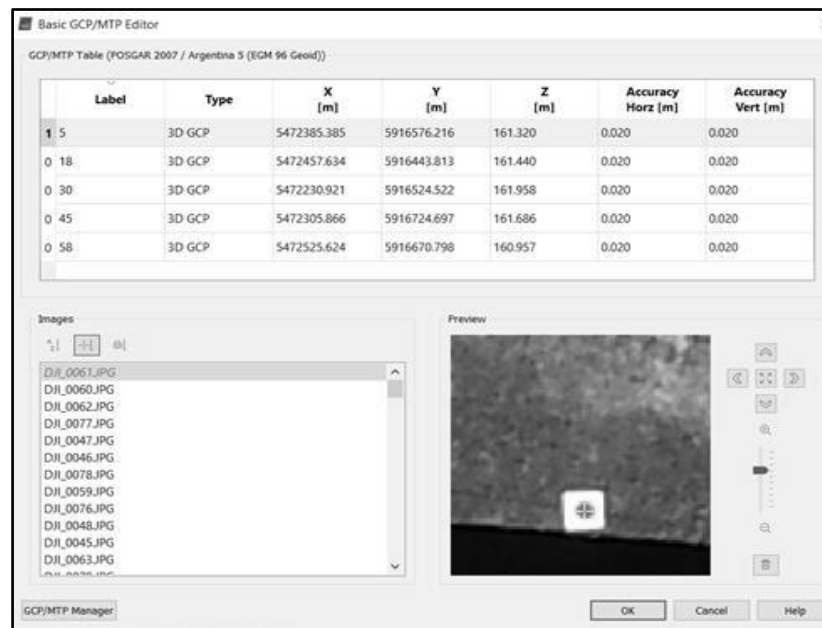 Basic GCP/MTP Editor
GCP/MTP Table (POSGAR 2007 / Argentina 5 (EGM 96 Geoid))
Label Type X [m] Y [m] Z [m] Accuracy Horz [m] Accuracy Vert [m]
1 5 3D GCP 5472385.385 5916576.216 161.320 0.020 0.020
0 18 3D GCP 5472457.634 5916443.813 161.440 0.020 0.020
0 30 3D GCP 5472230.921 5916524.522 161.958 0.020 0.020
0 45 3D GCP 5472305.866 5916724.697 161.686 0.020 0.020
0 58 3D GCP 5472525.624 5916670.798 160.957 0.020 0.020
Images
Preview
DJI_0061.JPG
DJI_0060.JPG
DJI_0062.JPG
DJI_0077.JPG
DJI_0047.JPG
DJI_0046.JPG
DJI_0078.JPG
DJI_0059.JPG
DJI_0076.JPG
DJI_0048.JPG
DJI_0045.JPG
DJI_0063.JPG
GCP/MTP Manager
OK
Cancel
Help